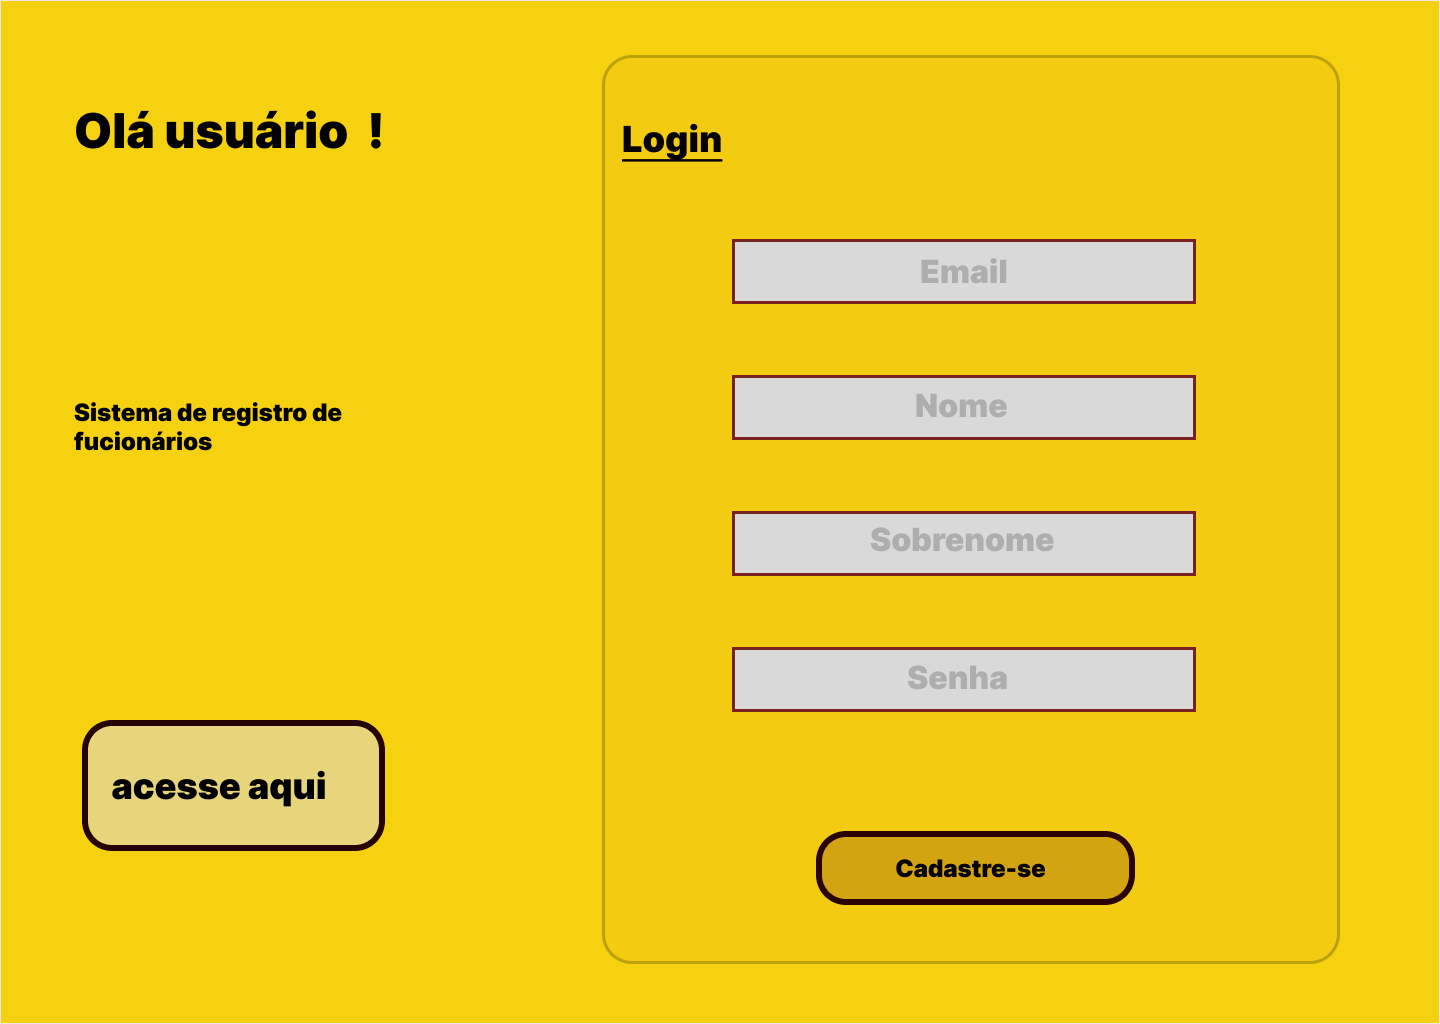 Olá usuário !
Sistema de registro de
fucionários
acesse aqui
Login
Email
Nome
Sobrenome
Senha
Cadastre-se